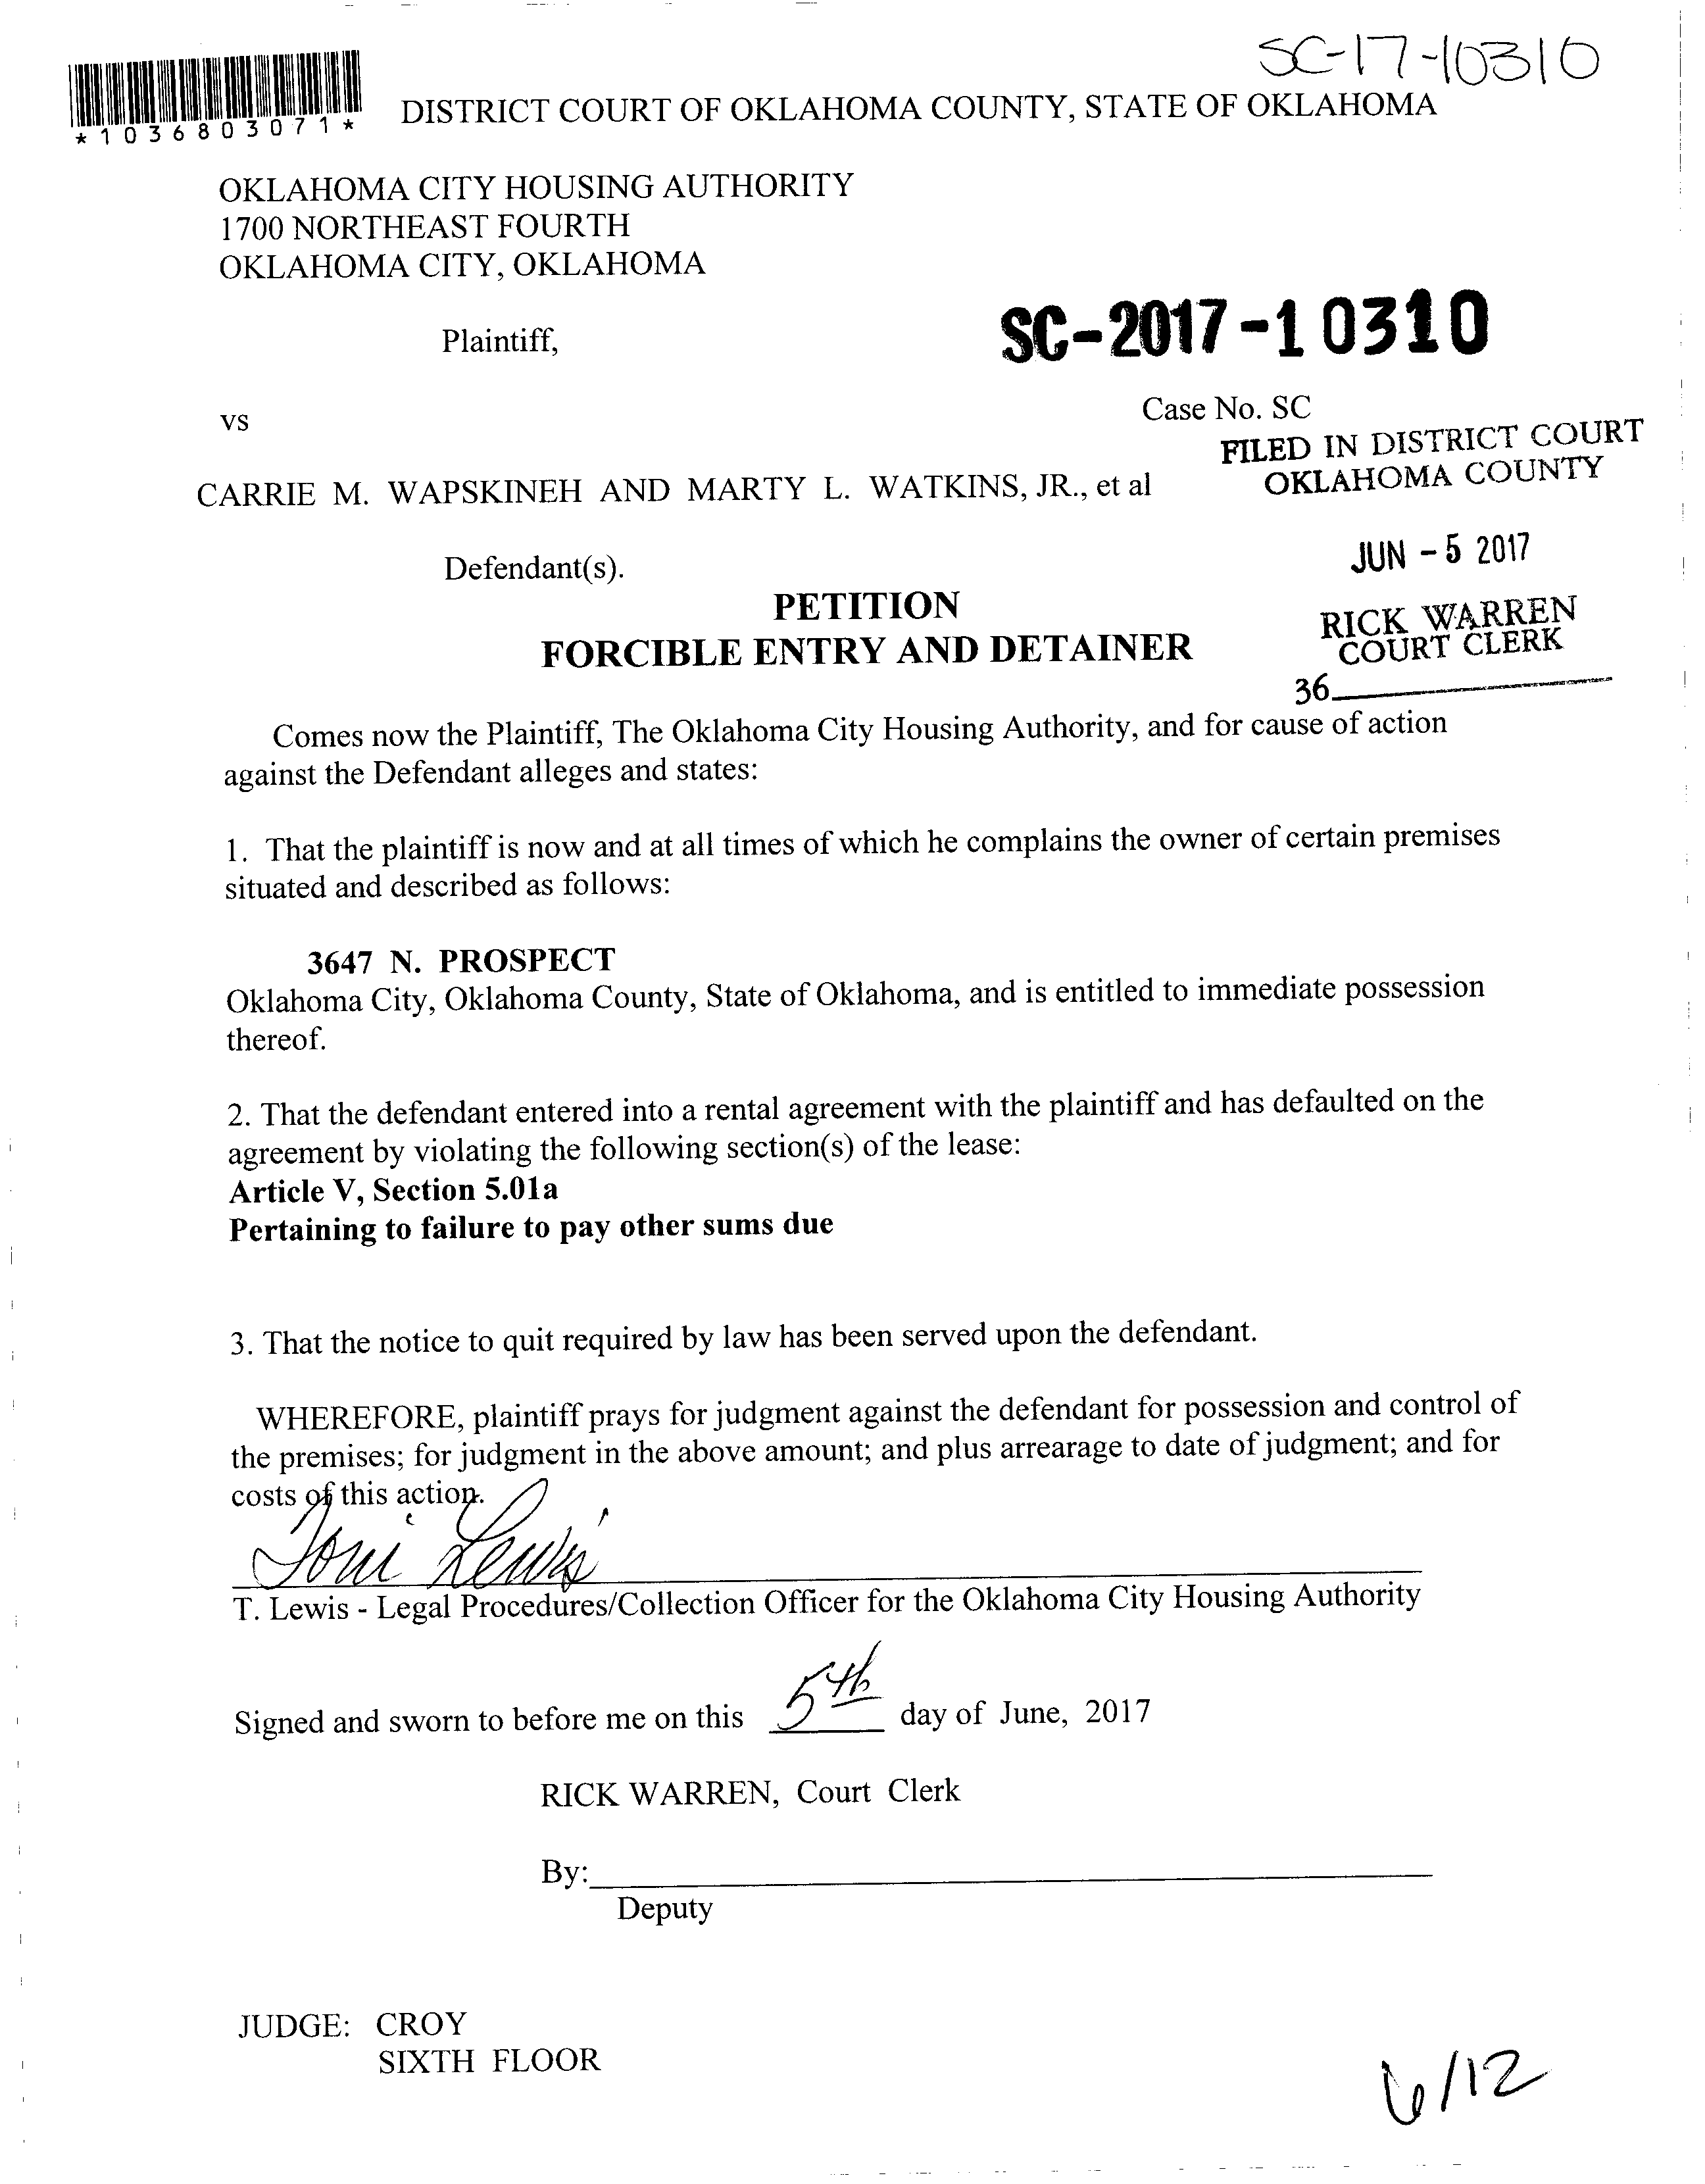 SC-17-10310
*1036803071*
DISTRICT COURT OF OKLAHOMA COUNTY, STATE OF OKLAHOMA
OKLAHOMA CITY HOUSING AUTHORITY
1700 NORTHEAST FOURTH
OKLAHOMA CITY, OKLAHOMA
Plaintiff,
SC-2017-10310
vs
Case No. SC
FILED IN DISTRICT COURT
OKLAHOMA COUNTY
CARRIE M. WAPSKINEH AND MARTY L. WATKINS, JR., et al
JUN - 5 2017
Defendant(s).
RICK WARREN
COURT CLERK
36
PETITION
FORCIBLE ENTRY AND DETAINER
Comes now the Plaintiff, The Oklahoma City Housing Authority, and for cause of action
against the Defendant alleges and states:
1. That the plaintiff is now and at all times of which he complains the owner of certain premises
situated and described as follows:
3647 N. PROSPECT
Oklahoma City, Oklahoma County, State of Oklahoma, and is entitled to immediate possession
thereof.
2. That the defendant entered into a rental agreement with the plaintiff and has defaulted on the
agreement by violating the following section(s) of the lease:
Article V, Section 5.01a
Pertaining to failure to pay other sums due
3. That the notice to quit required by law has been served upon the defendant.
WHEREFORE, plaintiff prays for judgment against the defendant for possession and control of
the premises; for judgment in the above amount; and plus arrearage to date of judgment; and for
costs of this action.
Toni Lewis
T. Lewis - Legal Procedures/Collection Officer for the Oklahoma City Housing Authority
Signed and sworn to before me on this 5th day of June, 2017
RICK WARREN, Court Clerk
By:
Deputy
JUDGE: CROY
SIXTH FLOOR
6/12